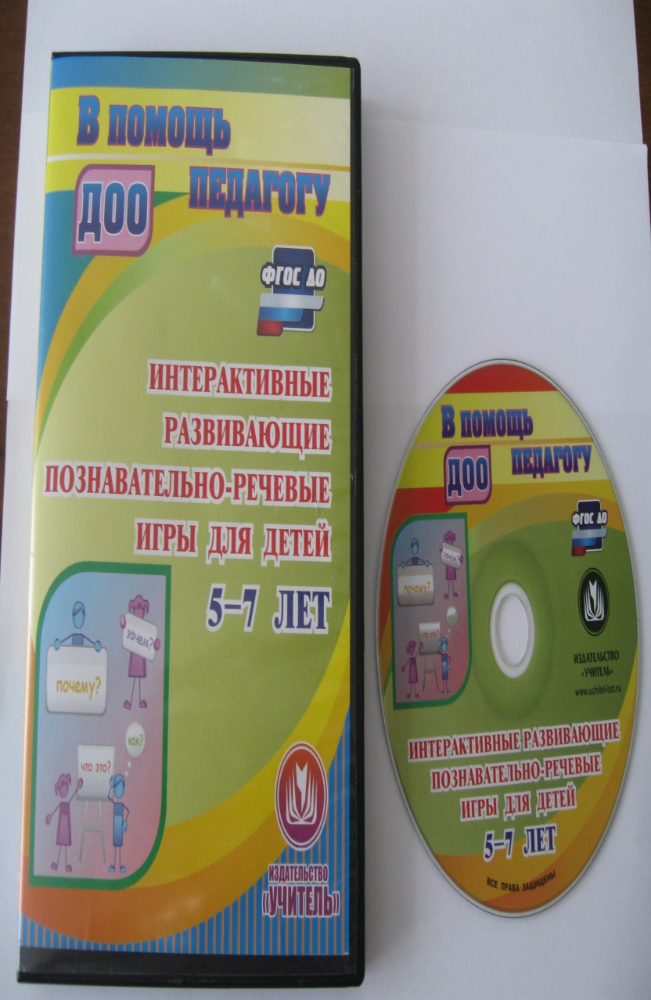 В ПОМОЩЬ
ПЕДАГОГУ
ДОО
ФГОС ДО
ИНТЕРАКТИВНЫЕ
РАЗВИВАЮЩИЕ
ПОЗНАВАТЕЛЬНО-РЕЧЕВЫЕ
ИГРЫ ДЛЯ ДЕТЕЙ
5–7 ЛЕТ
зачем?
почему?
как?
что это?
ИЗДАТЕЛЬСТВО
«УЧИТЕЛЬ»
В ПОМОЩЬ
ПЕДАГОГУ
ДОО
ФГОС ДО
зачем?
почему?
что это?
ИЗДАТЕЛЬСТВО
«УЧИТЕЛЬ»
www.uchitel-izd.ru
ИНТЕРАКТИВНЫЕ РАЗВИВАЮЩИЕ
ПОЗНАВАТЕЛЬНО-РЕЧЕВЫЕ
ИГРЫ ДЛЯ ДЕТЕЙ
5–7 ЛЕТ
ВСЕ ПРАВА ЗАЩИЩЕНЫ